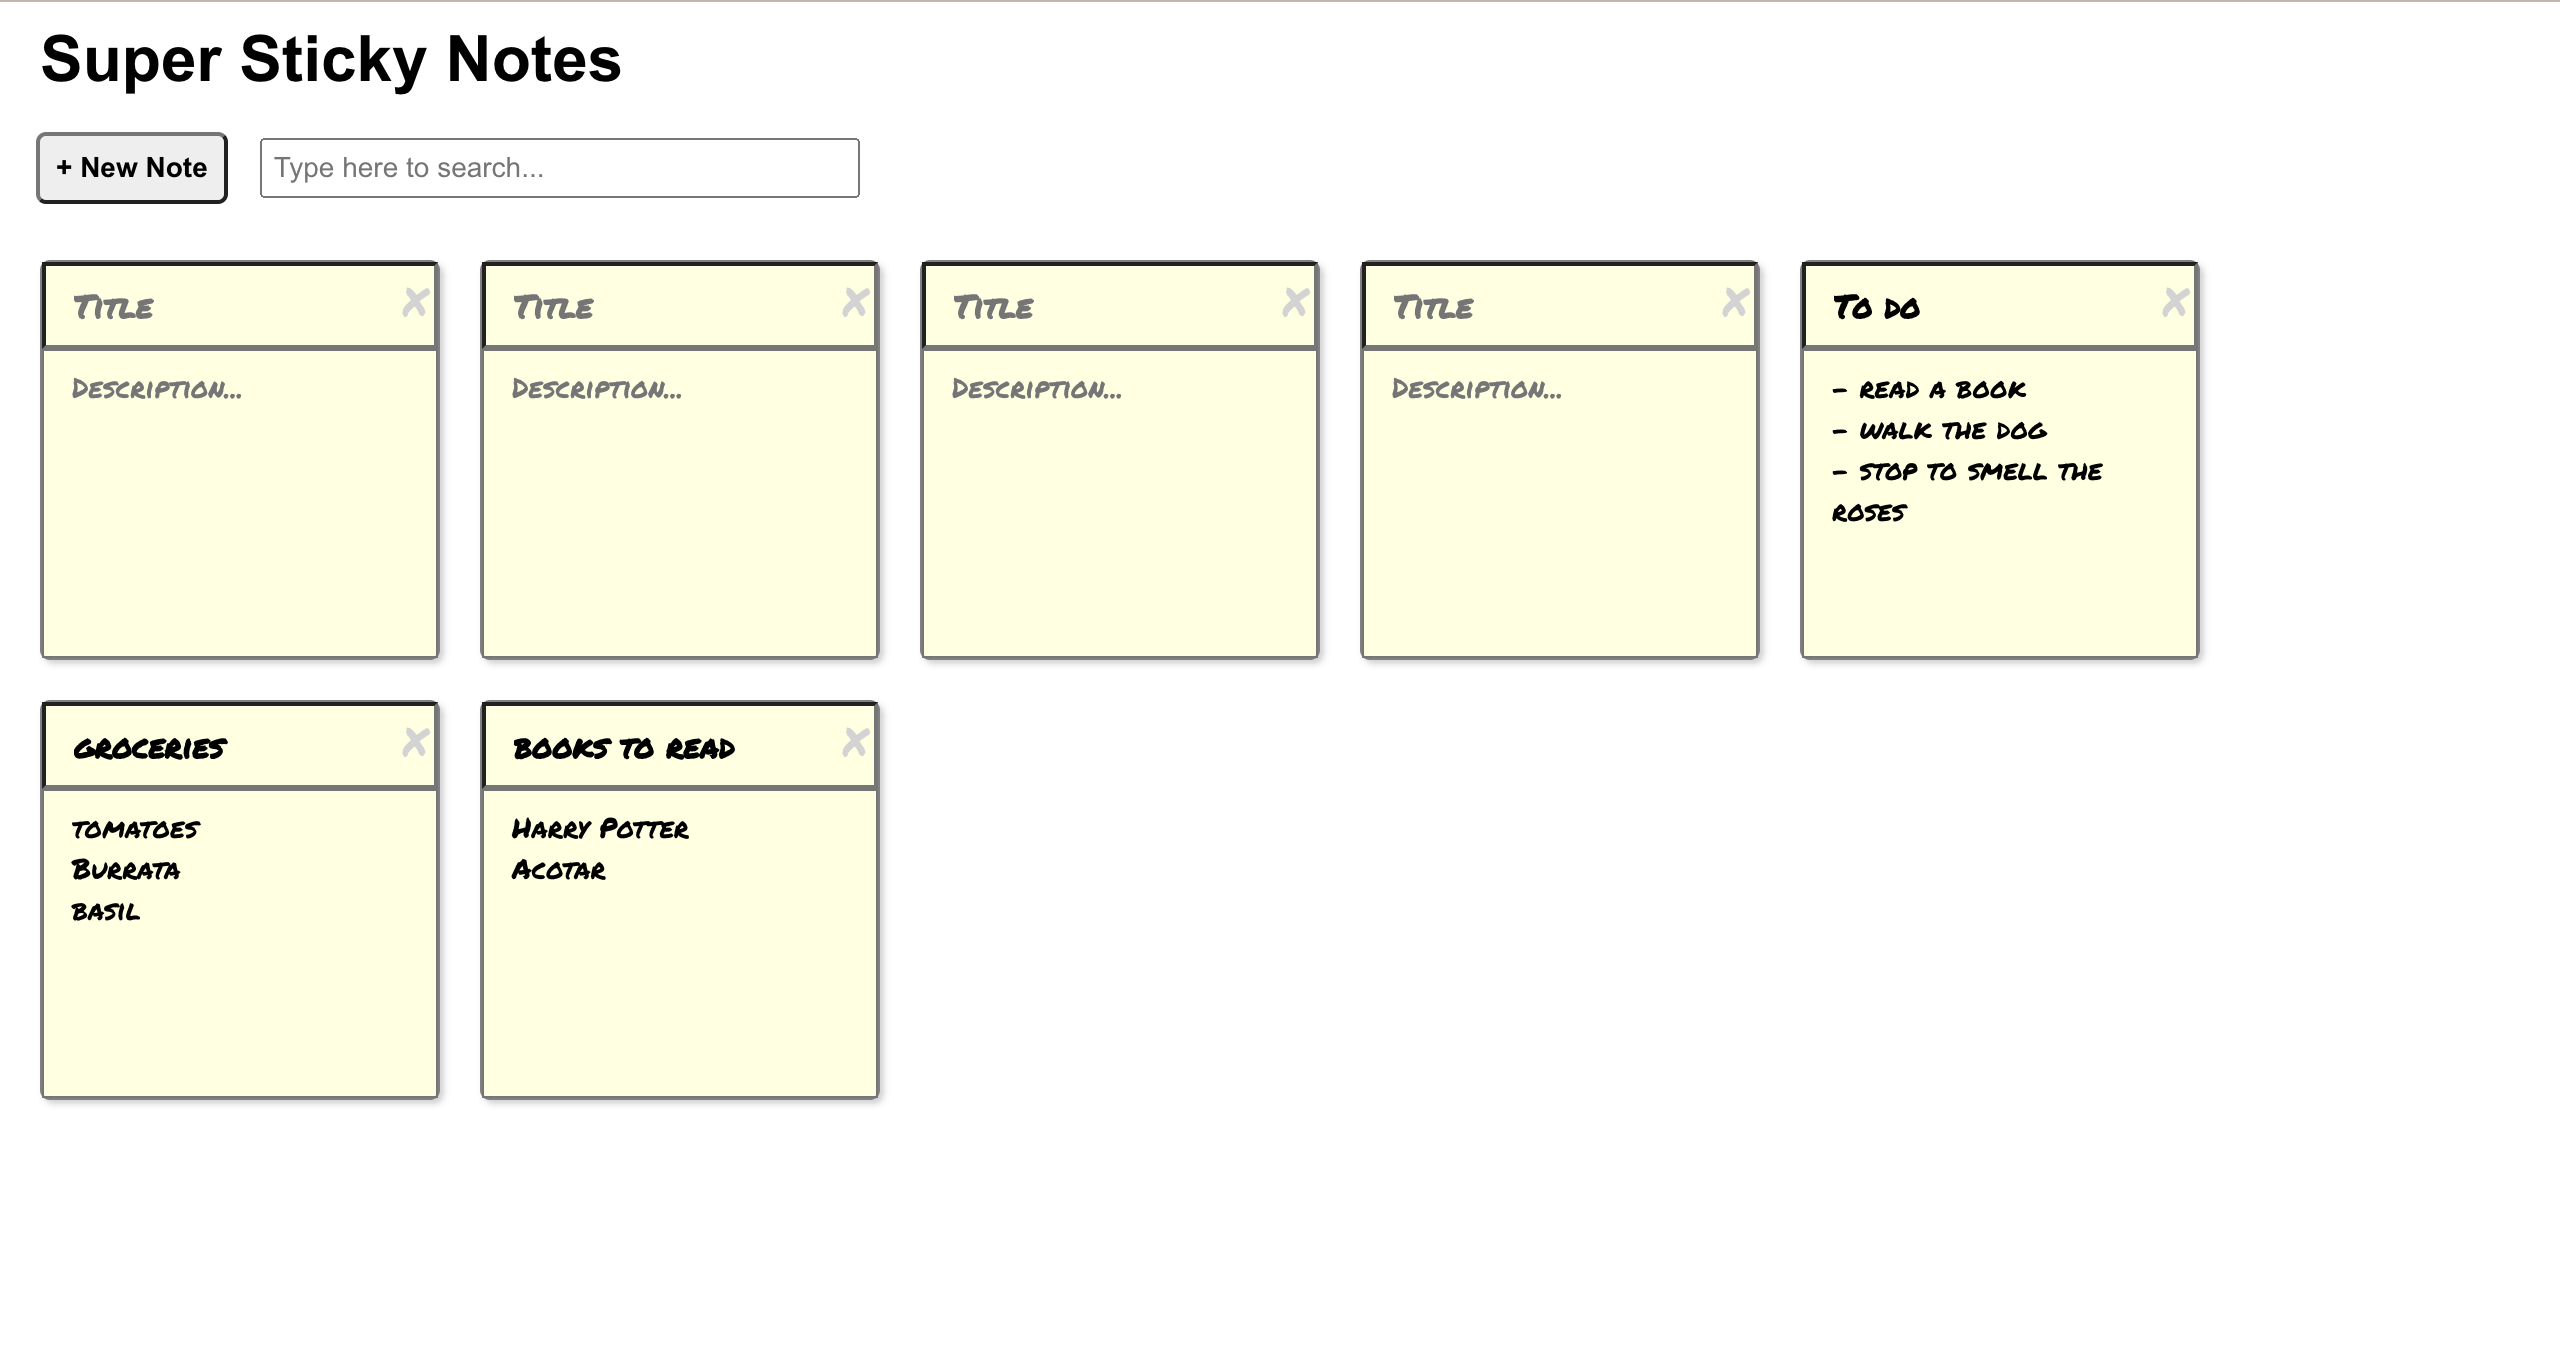 Super Sticky Notes
+ New Note
Type here to search...
Title ✘
Description...
Title ✘
Description...
Title ✘
Description...
Title ✘
Description...
To do ✘
- read a book
- walk the dog
- stop to smell the
roses
groceries ✘
tomatoes
Burrata
basil
books to read ✘
Harry Potter
Acotar